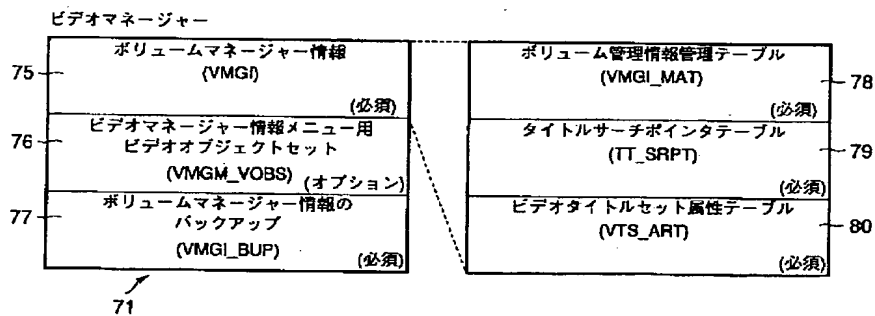 ビデオマネージャー
ボリュームマネージャー情報
(VMGI)
75
(必須)
ビデオマネージャー情報メニュー用
ビデオオブジェクトセット
76
(VMGM_VOBS)
(オプション)
ボリュームマネージャー情報の
バックアップ
77
(VMGI_BUP)
(必須)
71
ボリューム管理情報管理テーブル
(VMGI_MAT)
78
(必須)
タイトルサーチポインタテーブル
(TT_SRPT)
79
(必須)
ビデオタイトルセット属性テーブル
(VTS_ART)
80
(必須)